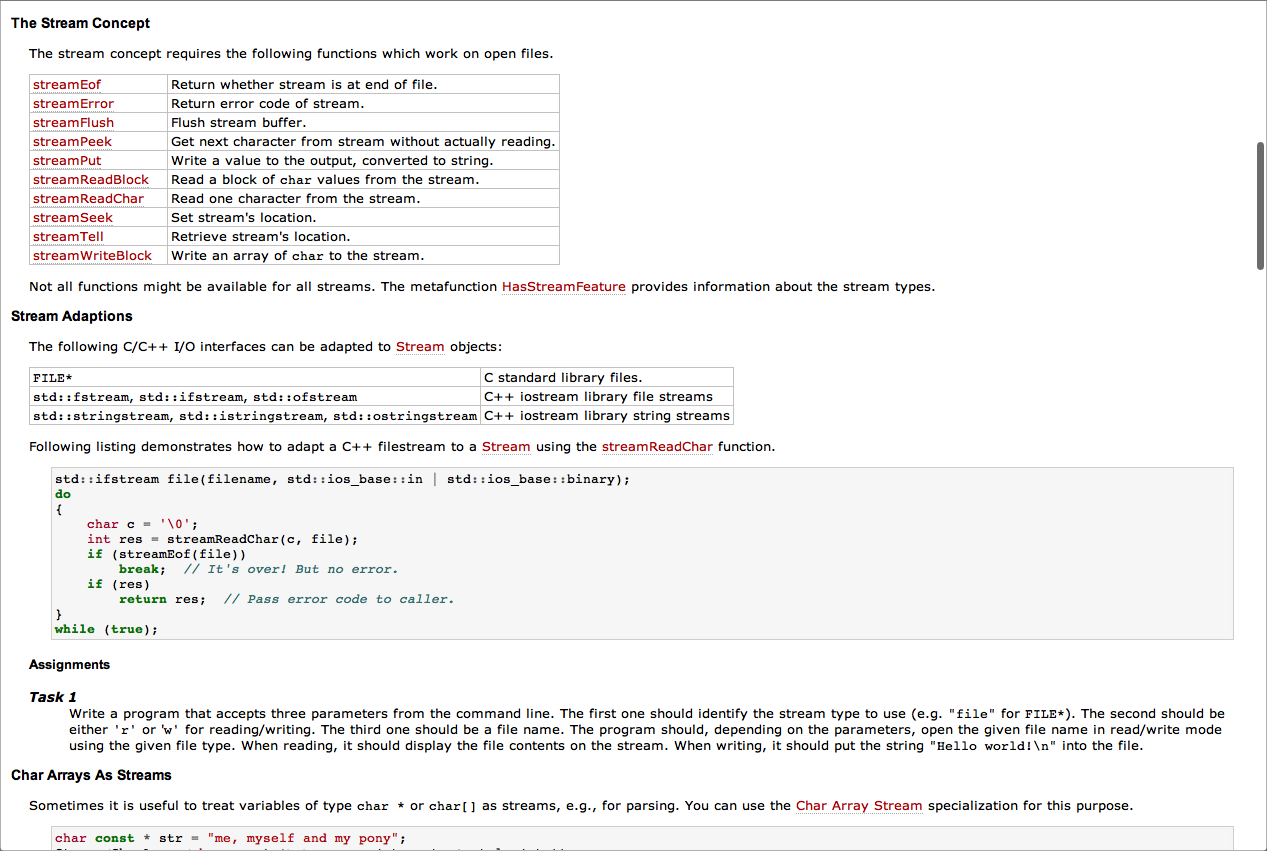 The Stream Concept
The stream concept requires the following functions which work on open files.
streamEof Return whether stream is at end of file.
streamError Return error code of stream.
streamFlush Flush stream buffer.
streamPeek Get next character from stream without actually reading.
streamPut Write a value to the output, converted to string.
streamReadBlock Read a block of char values from the stream.
streamReadChar Read one character from the stream.
streamSeek Set stream's location.
streamTell Retrieve stream's location.
streamWriteBlock Write an array of char to the stream.
Not all functions might be available for all streams. The metafunction HasStreamFeature provides information about the stream types.
Stream Adaptions
The following C/C++ I/O interfaces can be adapted to Stream objects:
FILE* C standard library files.
std::fstream, std::ifstream, std::ofstream C++ iostream library file streams
std::stringstream, std::istringstream, std::ostringstream C++ iostream library string streams
Following listing demonstrates how to adapt a C++ filestream to a Stream using the streamReadChar function.
std::ifstream file(filename, std::ios_base::in | std::ios_base::binary);
do
{
    char c = '\0';
    int res = streamReadChar(c, file);
    if (streamEof(file))
        break;  // It's over! But no error.
    if (res)
        return res;  // Pass error code to caller.
}
while (true);
Assignments
Task 1
Write a program that accepts three parameters from the command line. The first one should identify the stream type to use (e.g. "file" for FILE*). The second should be
either 'r' or 'w' for reading/writing. The third one should be a file name. The program should, depending on the parameters, open the given file name in read/write mode
using the given file type. When reading, it should display the file contents on the stream. When writing, it should put the string "Hello world!\n" into the file.
Char Arrays As Streams
Sometimes it is useful to treat variables of type char * or char[] as streams, e.g., for parsing. You can use the Char Array Stream specialization for this purpose.
char const * str = "me, myself and my pony";